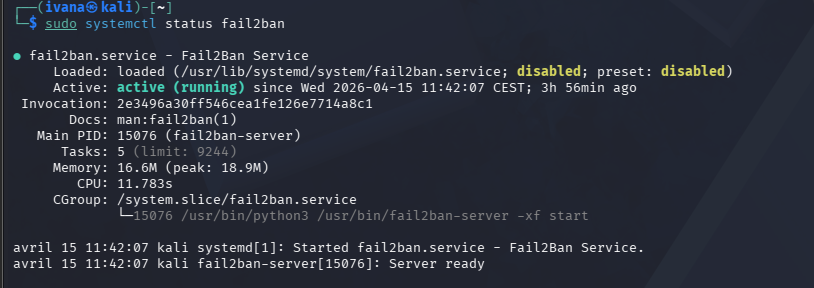 ┌──(ivana㉿kali)-[~]
└─$ sudo systemctl status fail2ban
● fail2ban.service - Fail2Ban Service
Loaded: loaded (/usr/lib/systemd/system/fail2ban.service; disabled; preset: disabled)
Active: active (running) since Wed 2026-04-15 11:42:07 CEST; 3h 56min ago
Invocation: 2e3496a30ff546cea1fe126e7714a8c1
Docs: man:fail2ban(1)
Main PID: 15076 (fail2ban-server)
Tasks: 5 (limit: 9244)
Memory: 16.6M (peak: 18.9M)
CPU: 11.783s
CGroup: /system.slice/fail2ban.service
└─15076 /usr/bin/python3 /usr/bin/fail2ban-server -xf start
avril 15 11:42:07 kali systemd[1]: Started fail2ban.service - Fail2Ban Service.
avril 15 11:42:07 kali fail2ban-server[15076]: Server ready